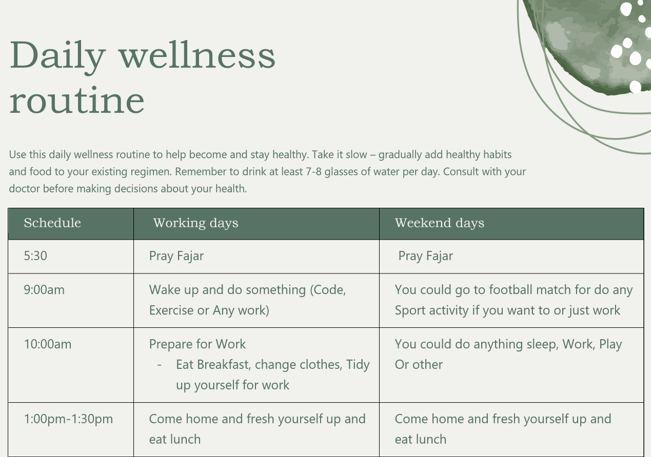 Daily wellness
routine
Use this daily wellness routine to help become and stay healthy. Take it slow – gradually add healthy habits
and food to your existing regimen. Remember to drink at least 7-8 glasses of water per day. Consult with your
doctor before making decisions about your health.
Schedule Working days Weekend days
5:30 Pray Fajar Pray Fajar
9:00am Wake up and do something (Code, You could go to football match for do any
Exercise or Any work) Sport activity if you want to or just work
10:00am Prepare for Work You could do anything sleep, Work, Play
- Eat Breakfast, change clothes, Tidy Or other
up yourself for work
1:00pm-1:30pm Come home and fresh yourself up and Come home and fresh yourself up and
eat lunch eat lunch